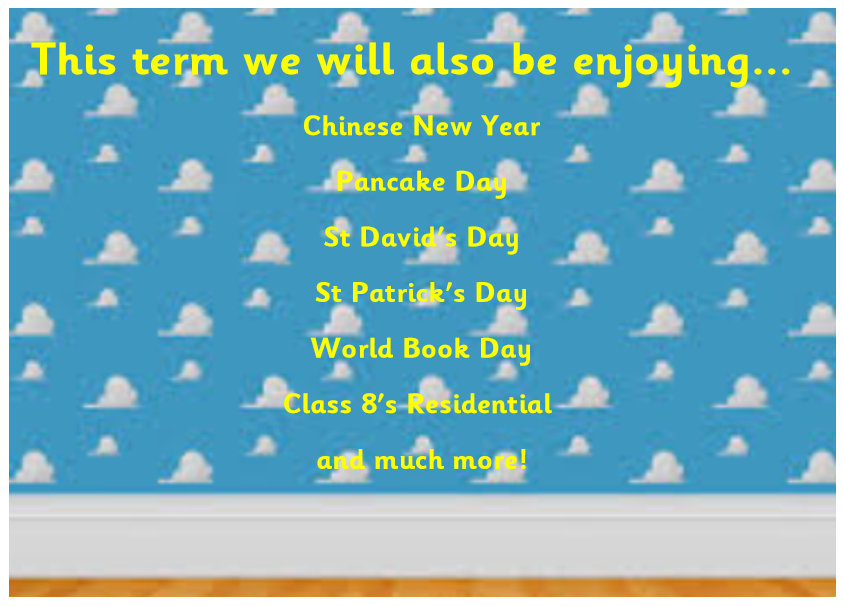 This term we will also be enjoying...
Chinese New Year
Pancake Day
St David's Day
St Patrick's Day
World Book Day
Class 8's Residential
and much more!